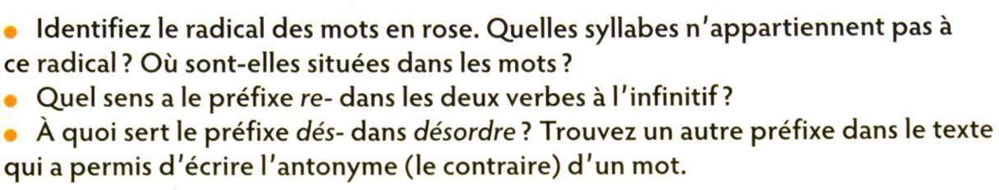 • Identifiez le radical des mots en rose. Quelles syllabes n'appartiennent pas à
ce radical ? Où sont-elles situées dans les mots ?
• Quel sens a le préfixe re- dans les deux verbes à l'infinitif ?
• À quoi sert le préfixe dés- dans désordre ? Trouvez un autre préfixe dans le texte
qui a permis d'écrire l'antonyme (le contraire) d'un mot.